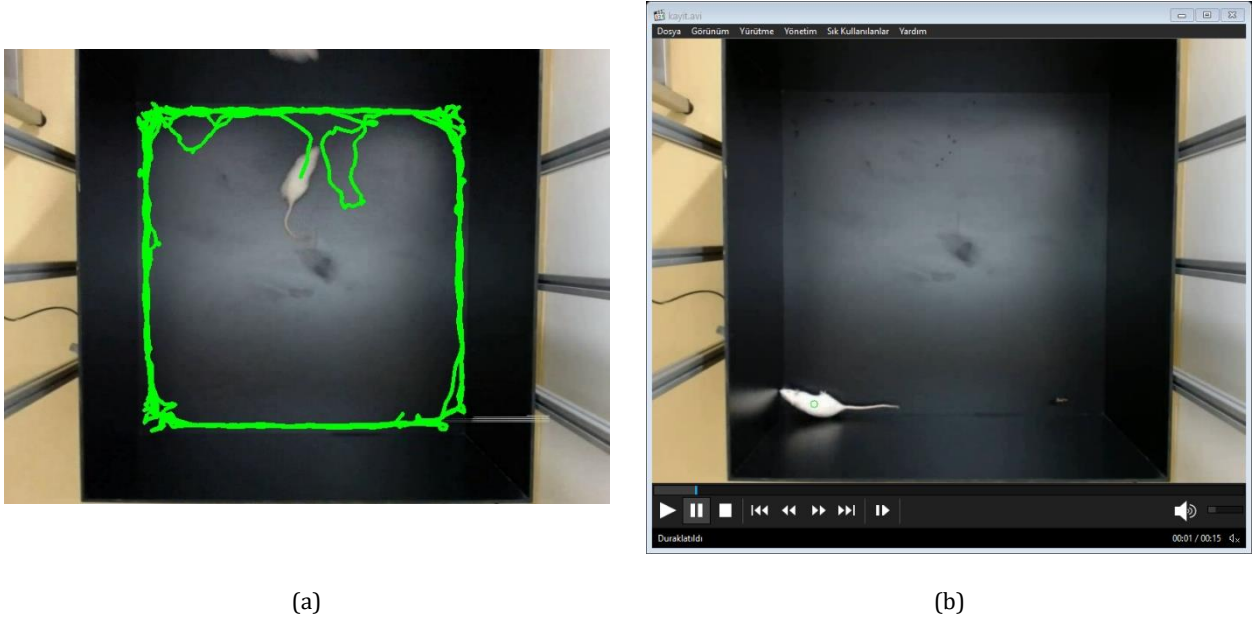 kayit.avi
Dosya Görünüm Yürütme Yönetim Sık Kullanılanlar Yardım
Duraklatıldı 00:01 / 00:15
(a) (b)